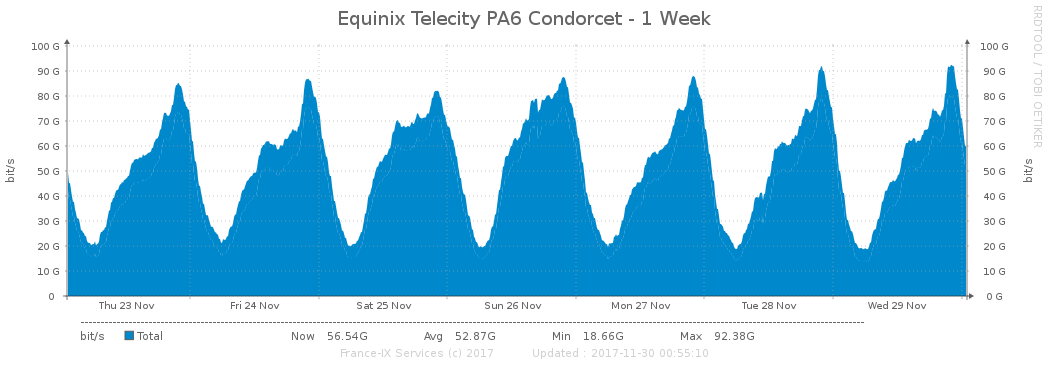 Equinix Telecity PA6 Condorcet - 1 Week
RRDTOOL / TOBI OETIKER
100 G 100 G
90 G 90 G
80 G 80 G
70 G 70 G
60 G 60 G
50 G 50 G
40 G 40 G
30 G 30 G
20 G 20 G
10 G 10 G
0 0 G
bit/s
bit/s
Thu 23 Nov Fri 24 Nov Sat 25 Nov Sun 26 Nov Mon 27 Nov Tue 28 Nov Wed 29 Nov
bit/s Total Now 56.54G Avg 52.87G Min 18.66G Max 92.38G
France-IX Services (c) 2017 Updated : 2017-11-30 00:55:10